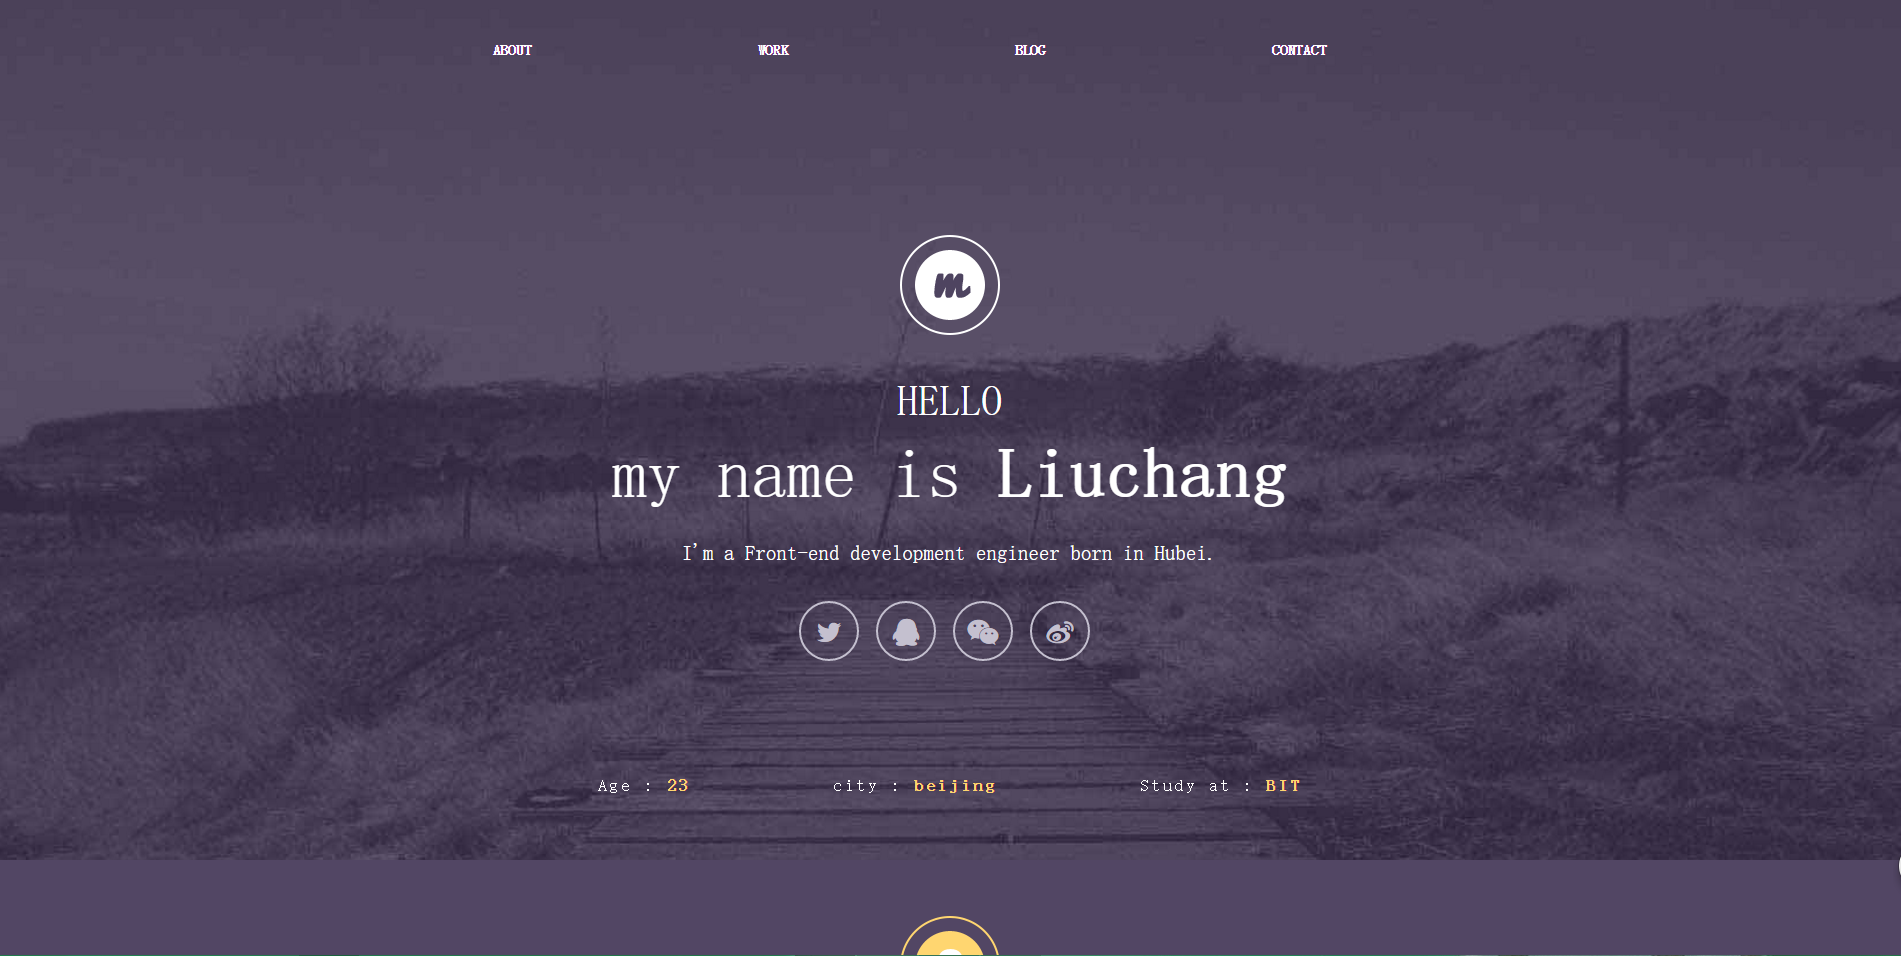 ABOUT WORK BLOG CONTACT
m
HELLO
my name is Liuchang
I'm a Front-end development engineer born in Hubei.
Age : 23 city : beijing Study at : BIT